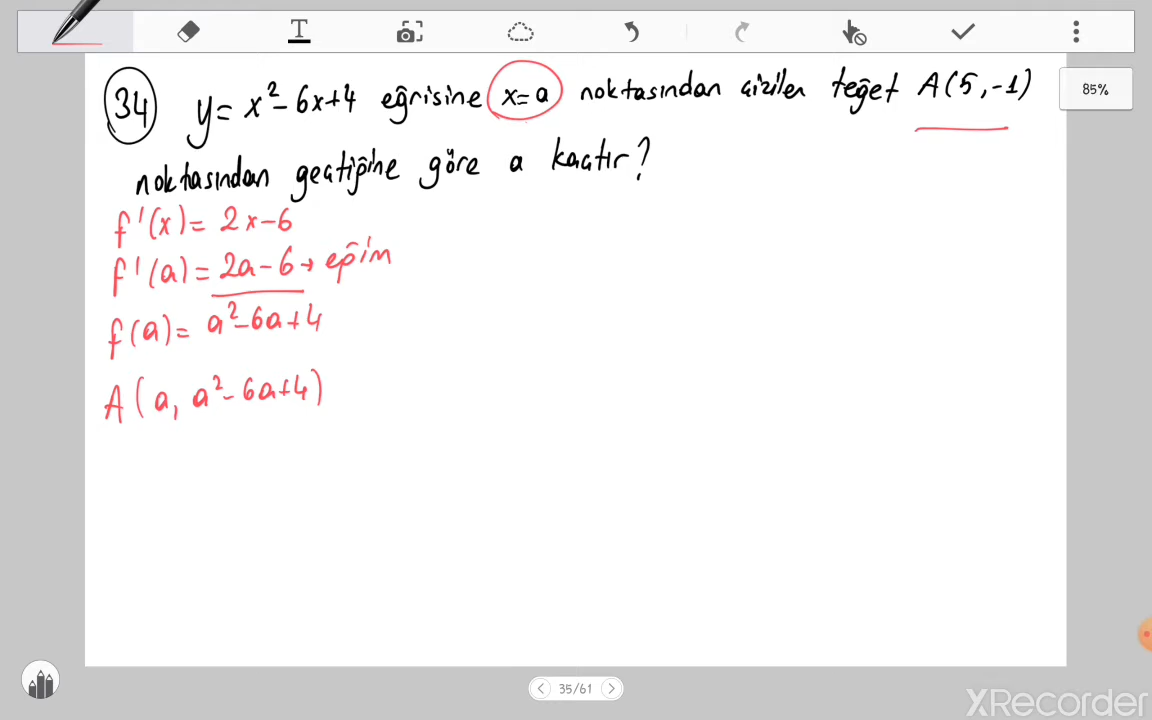 T
85%
34 y = x² - 6x + 4 eğrisine x = a noktasından çizilen teğet A(5, -1)
noktasından geçtiğine göre a kaçtır?
f'(x) = 2x - 6
f'(a) = 2a - 6 → eğim
f(a) = a² - 6a + 4
A(a, a² - 6a + 4)
35/61
XRecorder